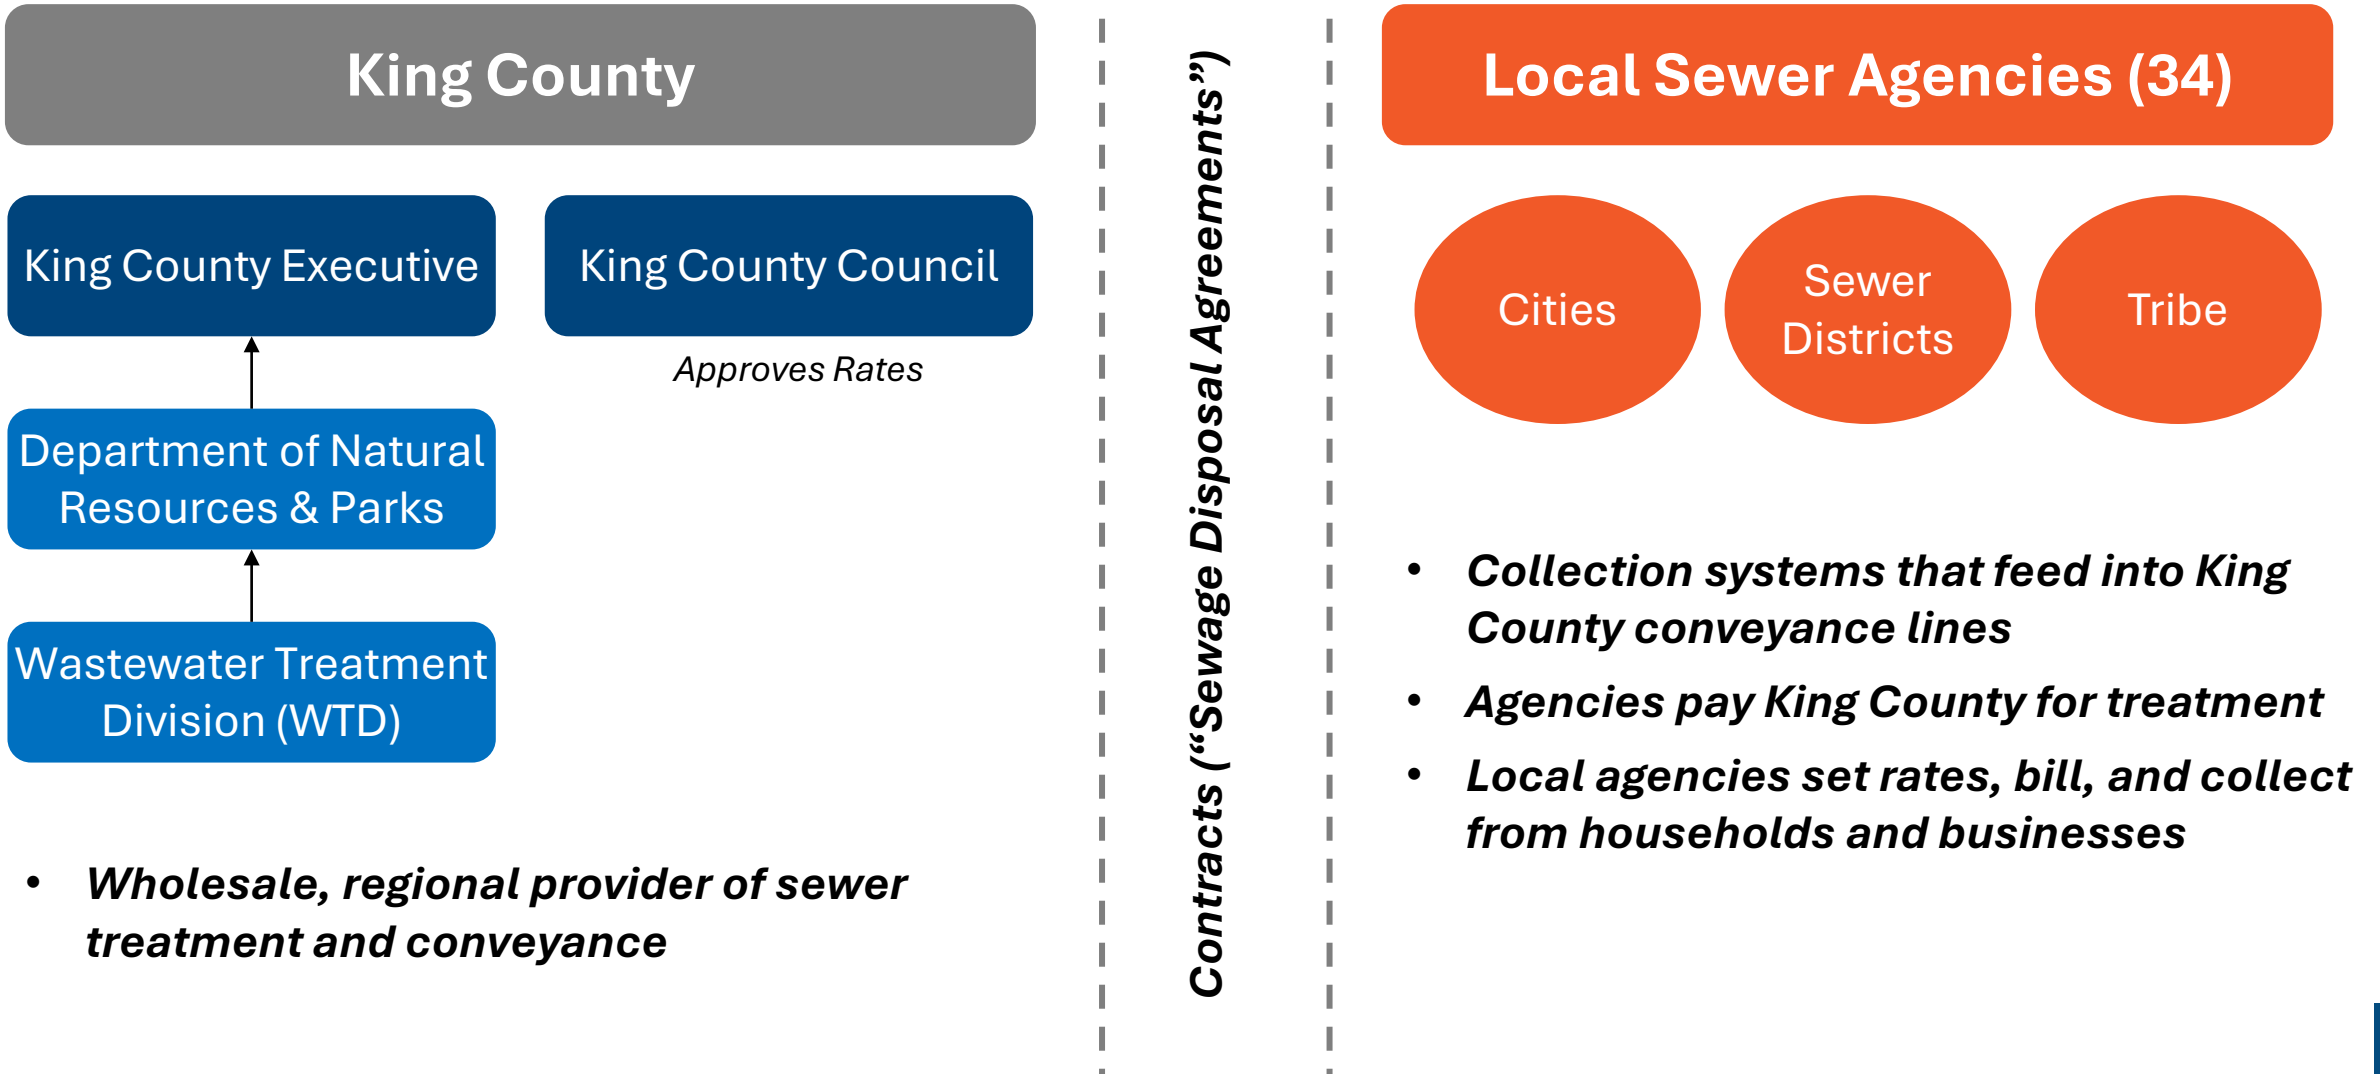 King County
King County Executive
King County Council
Approves Rates
Department of Natural
Resources & Parks
Wastewater Treatment
Division (WTD)
• Wholesale, regional provider of sewer
treatment and conveyance
Contracts (“Sewage Disposal Agreements”)
Local Sewer Agencies (34)
Cities
Sewer
Districts
Tribe
• Collection systems that feed into King
County conveyance lines
• Agencies pay King County for treatment
• Local agencies set rates, bill, and collect
from households and businesses